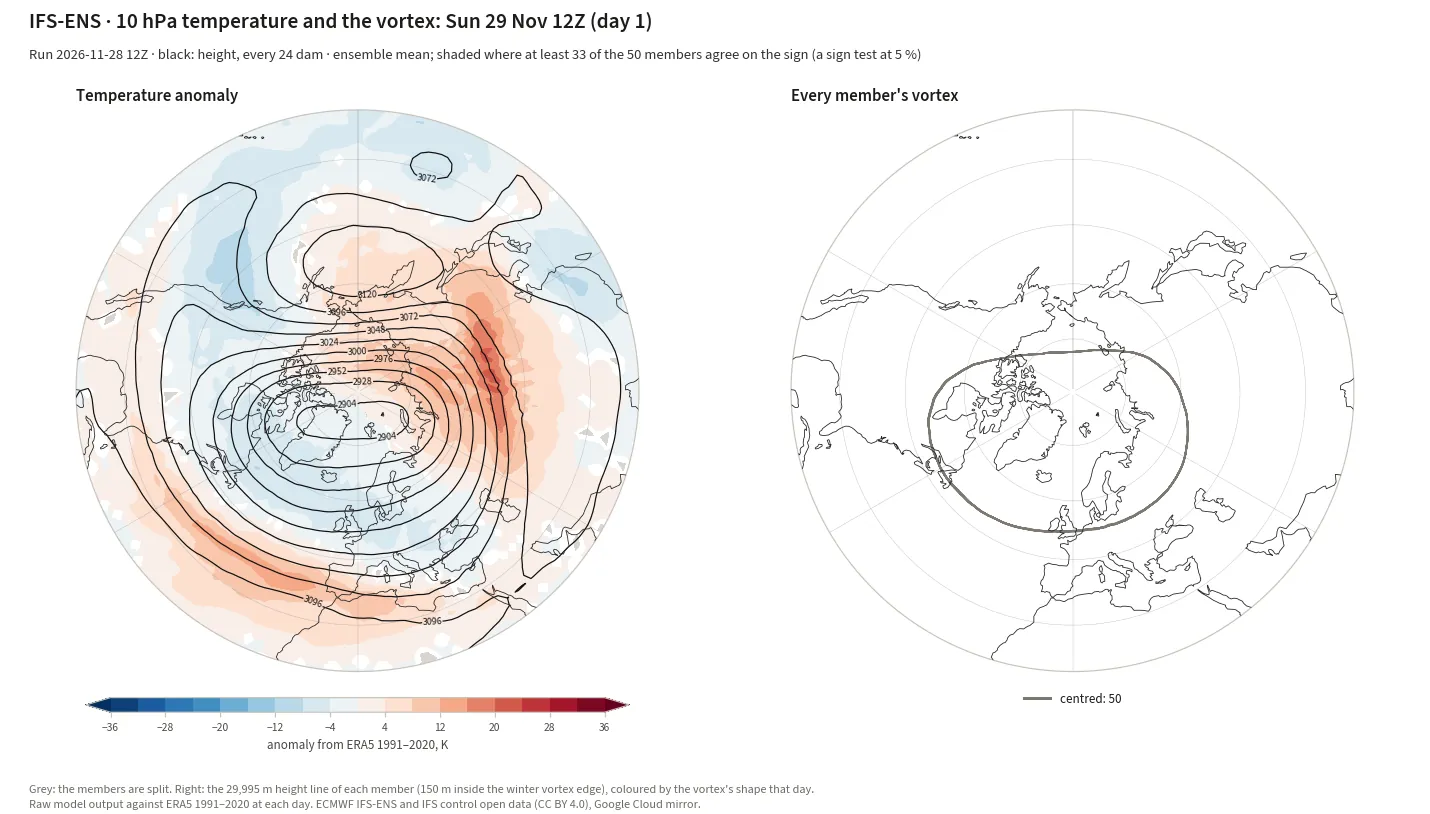 IFS-ENS · 10 hPa temperature and the vortex: Sun 29 Nov 12Z (day 1)
Run 2026-11-28 12Z · black: height, every 24 dam · ensemble mean; shaded where at least 33 of the 50 members agree on the sign (a sign test at 5 %)
Temperature anomaly
Every member's vortex
3072
3120
3096
3072
3048
3024
3000
2976
2952
2928
2904
2904
3096
3096
centred: 50
−36 −28 −20 −12 −4 4 12 20 28 36
anomaly from ERA5 1991–2020, K
Grey: the members are split. Right: the 29,995 m height line of each member (150 m inside the winter vortex edge), coloured by the vortex's shape that day.
Raw model output against ERA5 1991–2020 at each day. ECMWF IFS-ENS and IFS control open data (CC BY 4.0), Google Cloud mirror.